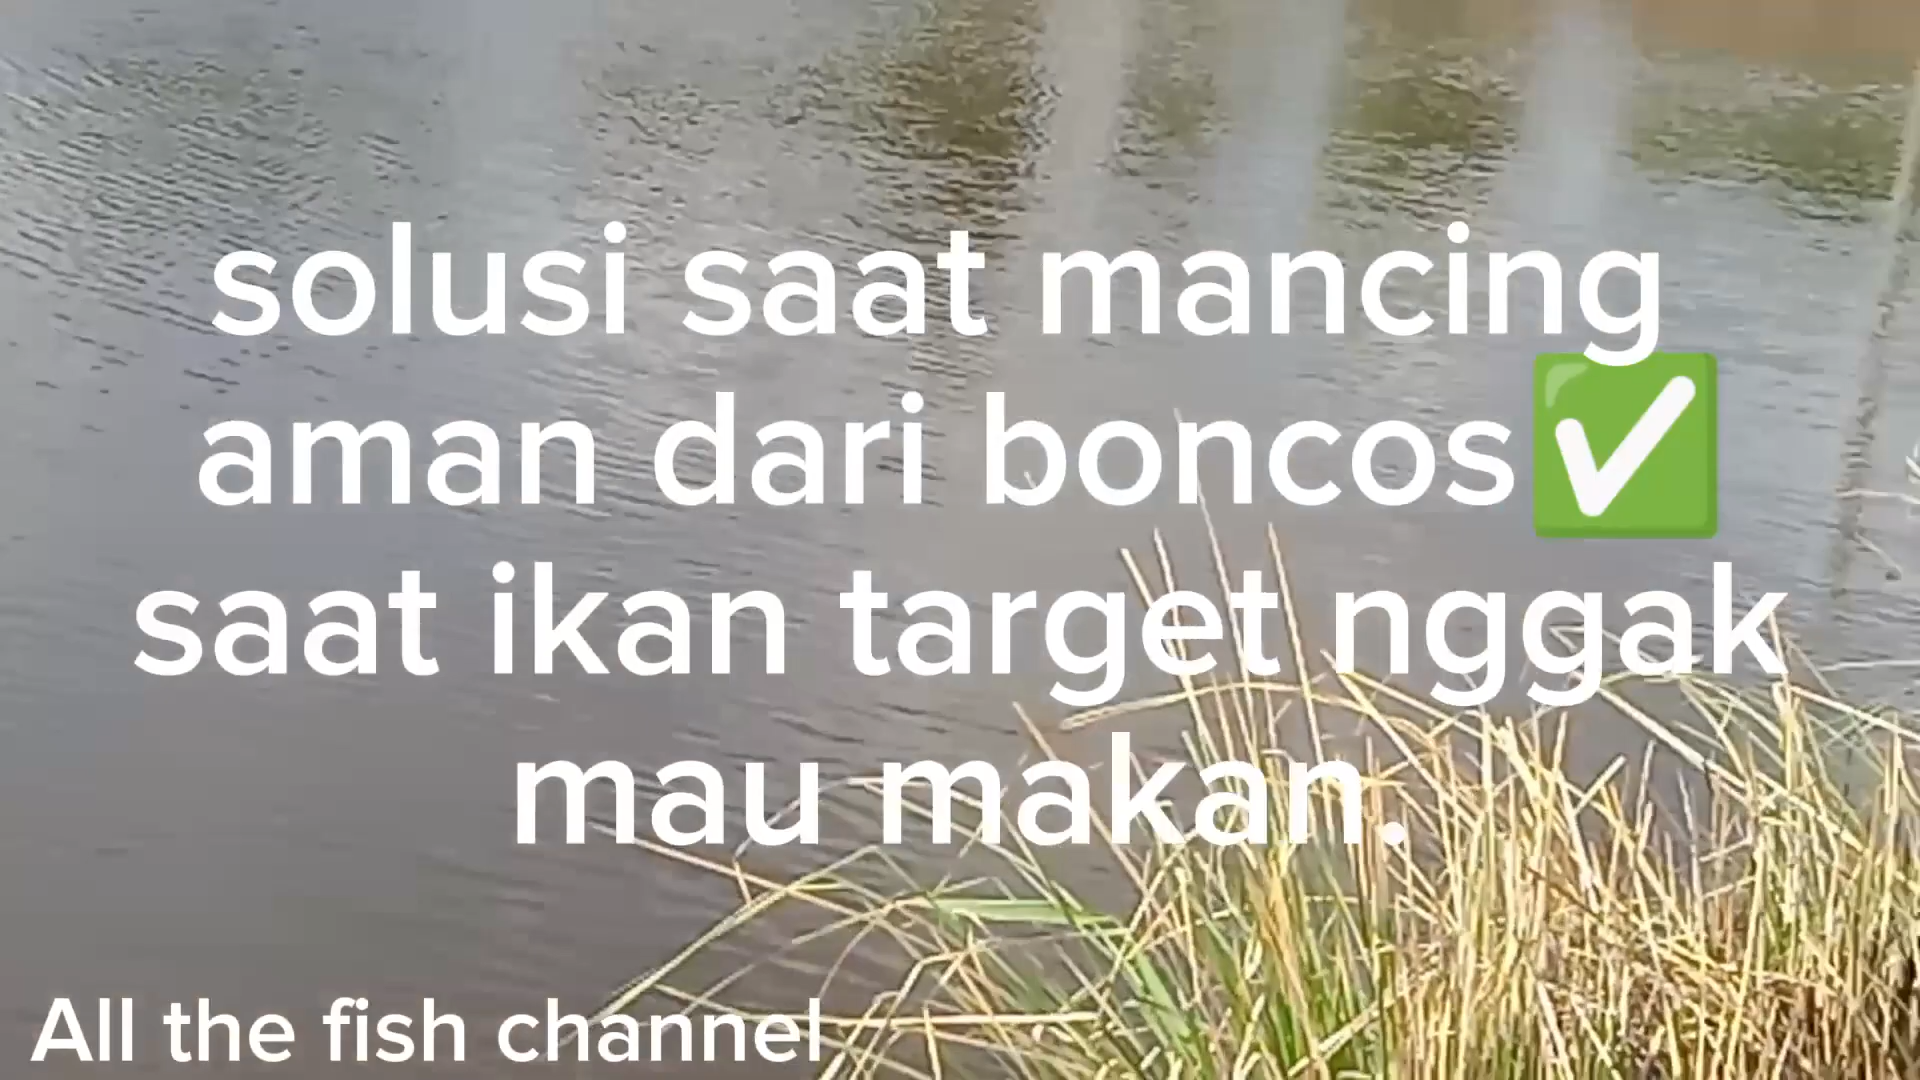 solusi saat mancing
aman dari boncos✅
saat ikan target nggak
mau makan.
All the fish channel